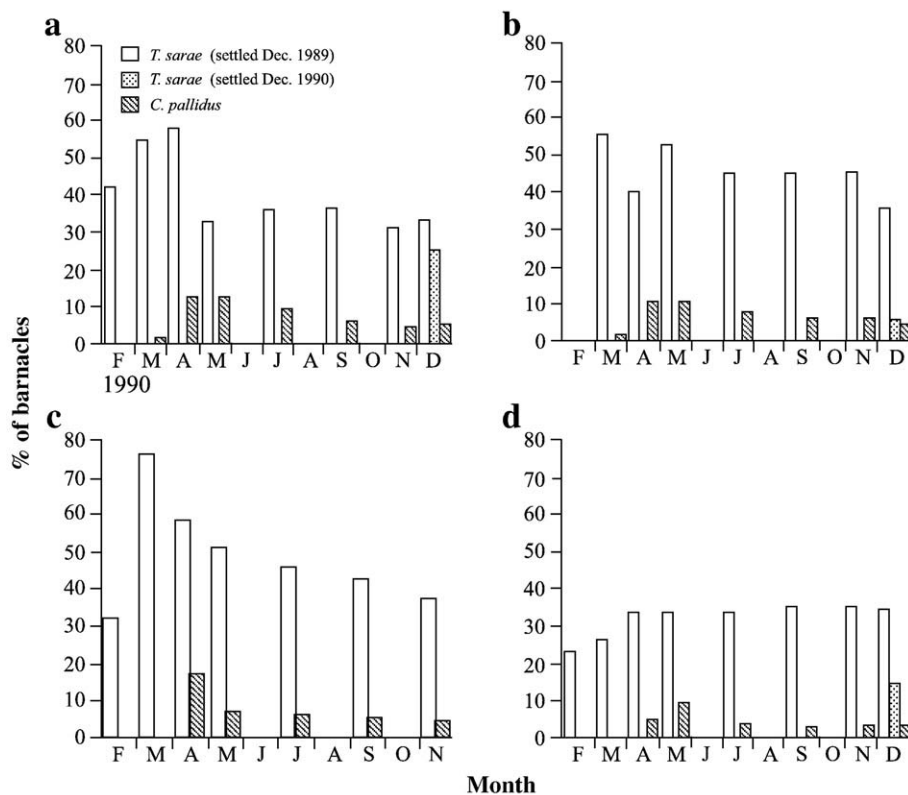 a
80
70
60
50
40
30
20
10
0
T. sarae (settled Dec. 1989)
T. sarae (settled Dec. 1990)
C. pallidus
F M A M J J A S O N D
1990
b
80
70
60
50
40
30
20
10
0
F M A M J J A S O N D
% of barnacles
c
80
70
60
50
40
30
20
10
0
F M A M J J A S O N
d
80
70
60
50
40
30
20
10
0
F M A M J J A S O N D
Month